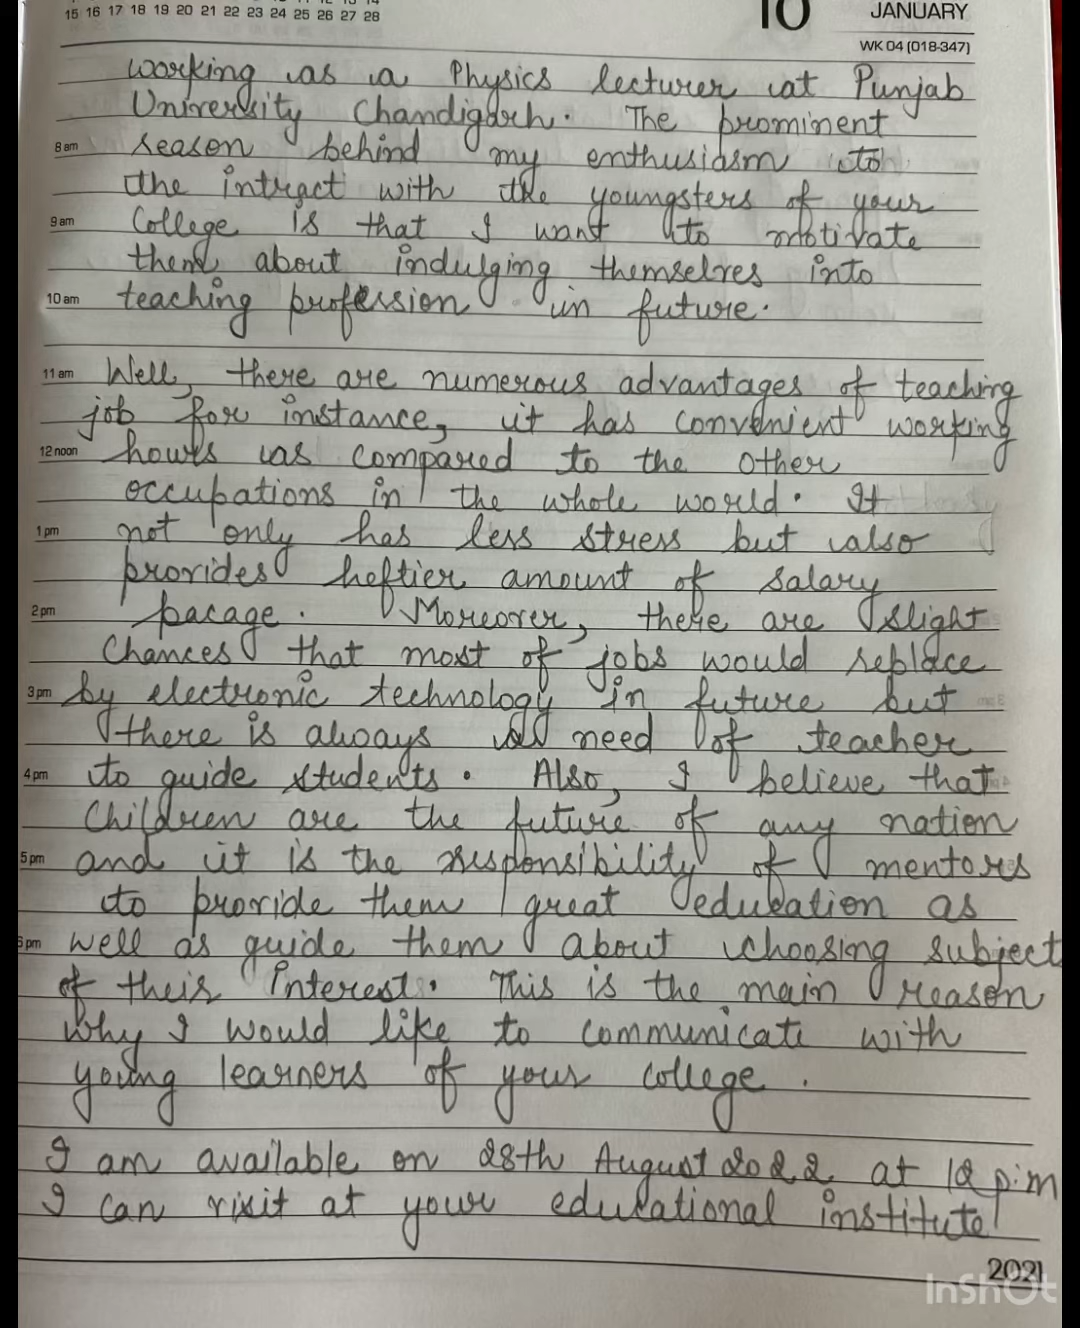 15 16 17 18 19 20 21 22 23 24 25 26 27 28
10
JANUARY
WK 04 (018-347)
working as a Physics lecturer at Punjab
University Chandigarh. The prominent
8 am reason behind my enthusiasm to
the intract with the youngsters of your
9 am College is that I want to motivate
them about indulging themselves into
10 am teaching profession in future.
11 am Well, there are numerous advantages of teaching
job for instance, it has convenient working
12 noon hours as compared to the other
occupations in the whole world. It
1 pm not only has less stress but also
provides heftier amount of salary
2 pm pacage. Moreover, there are slight
Chances that most of jobs would replace
3 pm by electronic technology in future but
there is always need of teacher
4 pm to guide students. Also, I believe that
Children are the future of any nation
5 pm and it is the responsibility of mentors
to provide them great education as
6 pm well as guide them about choosing subject
of their interest. This is the main reason
why I would like to communicate with
young learners of your college.
I am available on 28th August 2022 at 12 p.m
I can visit at your educational institute
2021
InShOt